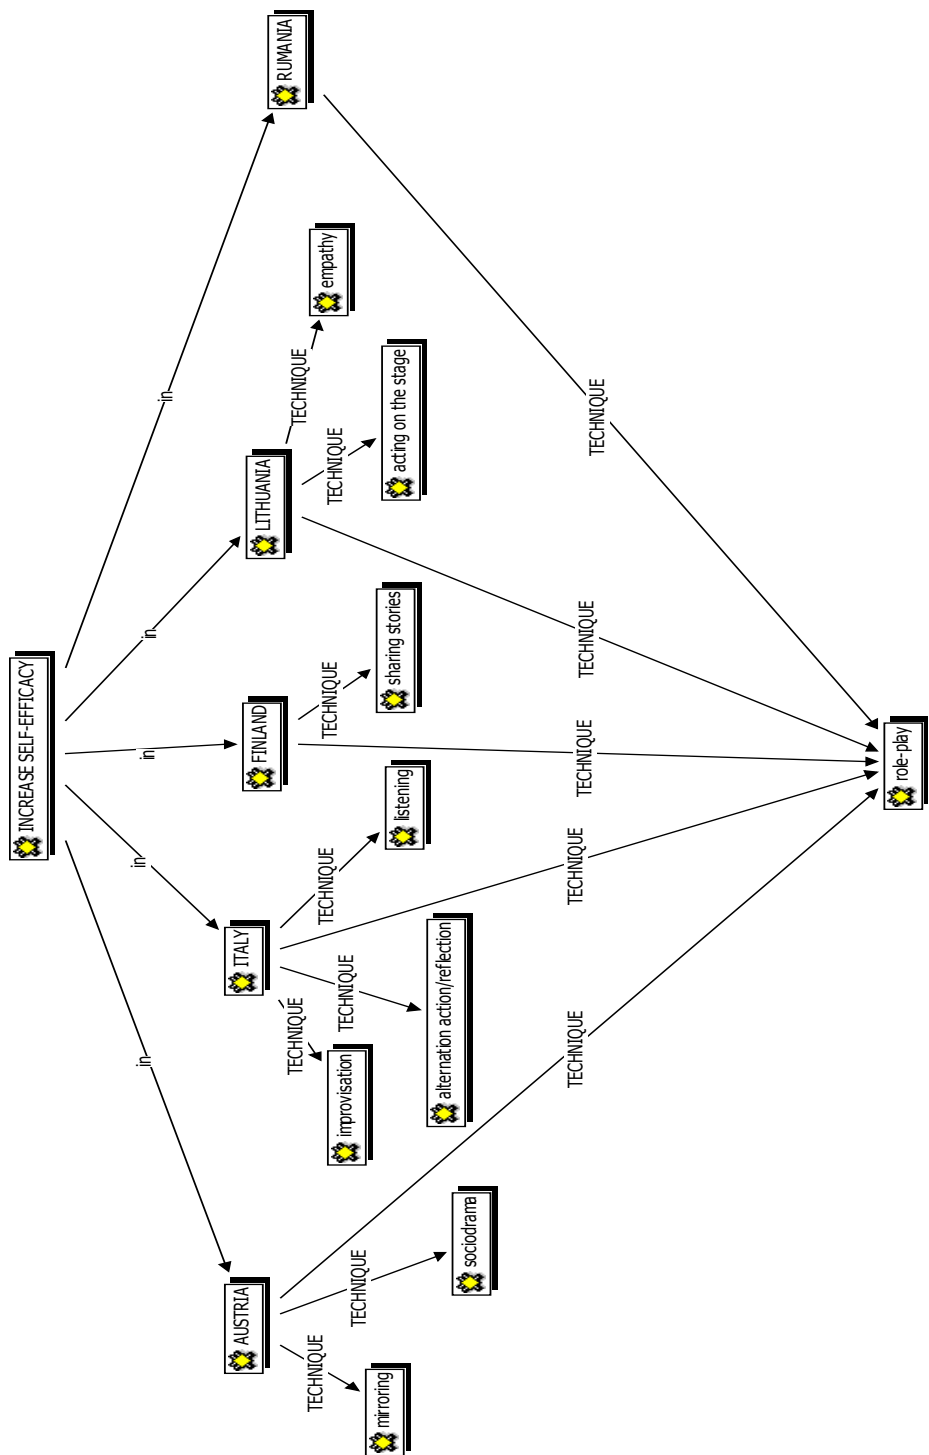 INCREASE SELF-EFFICACY
in
in
in
in
in
AUSTRIA
ITALY
FINLAND
LITHUANIA
RUMANIA
TECHNIQUE
TECHNIQUE
TECHNIQUE
TECHNIQUE
TECHNIQUE
TECHNIQUE
TECHNIQUE
TECHNIQUE
mirroring
sociodrama
improvisation
alternation action/reflection
listening
sharing stories
acting on the stage
empathy
TECHNIQUE
TECHNIQUE
TECHNIQUE
TECHNIQUE
TECHNIQUE
role-play